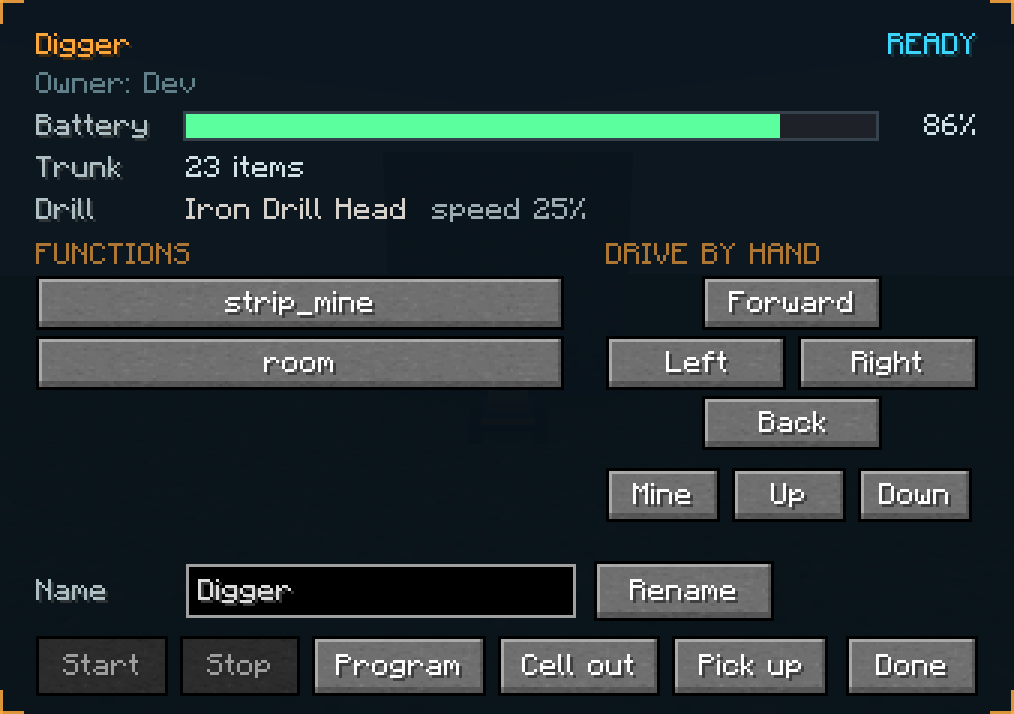 Digger READY
Owner: Dev
Battery 86%
Trunk 23 items
Drill Iron Drill Head speed 25%
FUNCTIONS DRIVE BY HAND
strip_mine Forward
room Left Right
Back
Mine Up Down
Name Digger Rename
Start Stop Program Cell out Pick up Done